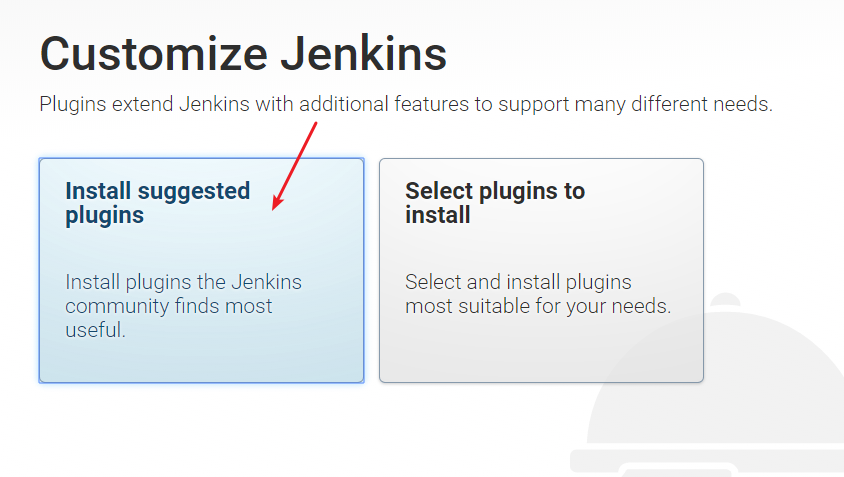 Customize Jenkins
Plugins extend Jenkins with additional features to support many different needs.
Install suggested
plugins
Install plugins the Jenkins
community finds most
useful.
Select plugins to
install
Select and install plugins
most suitable for your needs.